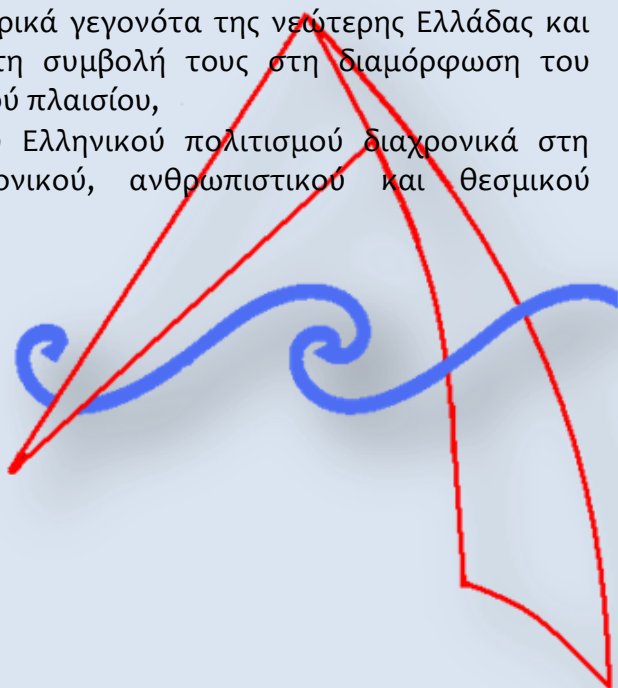 ρικά γεγονότα της νεώτερης Ελλάδας και
τη συμβολή τους στη διαμόρφωση του
ού πλαισίου,
Ελληνικού πολιτισμού διαχρονικά στη
ονικού, ανθρωπιστικού και θεσμικού